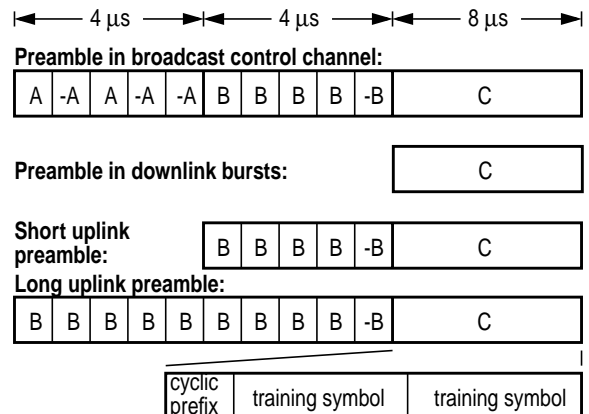 4 μs 4 μs 8 μs
Preamble in broadcast control channel:
A -A A -A -A B B B B -B C
Preamble in downlink bursts:
C
Short uplink
preamble:
B B B B -B C
Long uplink preamble:
B B B B B B B B B -B C
cyclic
prefix
training symbol training symbol